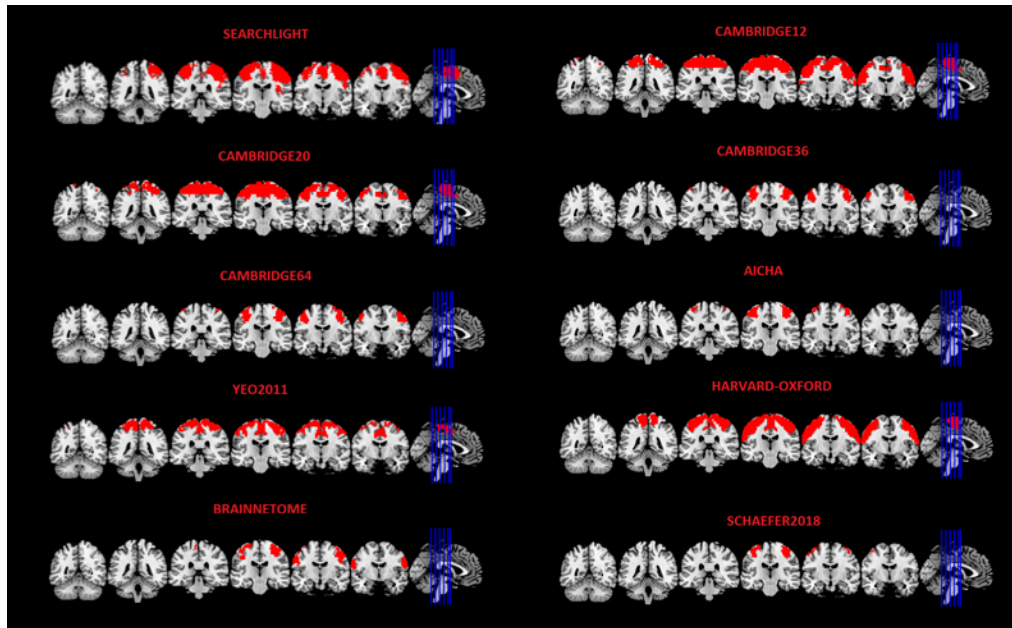 SEARCHLIGHT
CAMBRIDGE12
CAMBRIDGE20
CAMBRIDGE36
CAMBRIDGE64
AICHA
YEO2011
HARVARD-OXFORD
BRAINNETOME
SCHAEFER2018